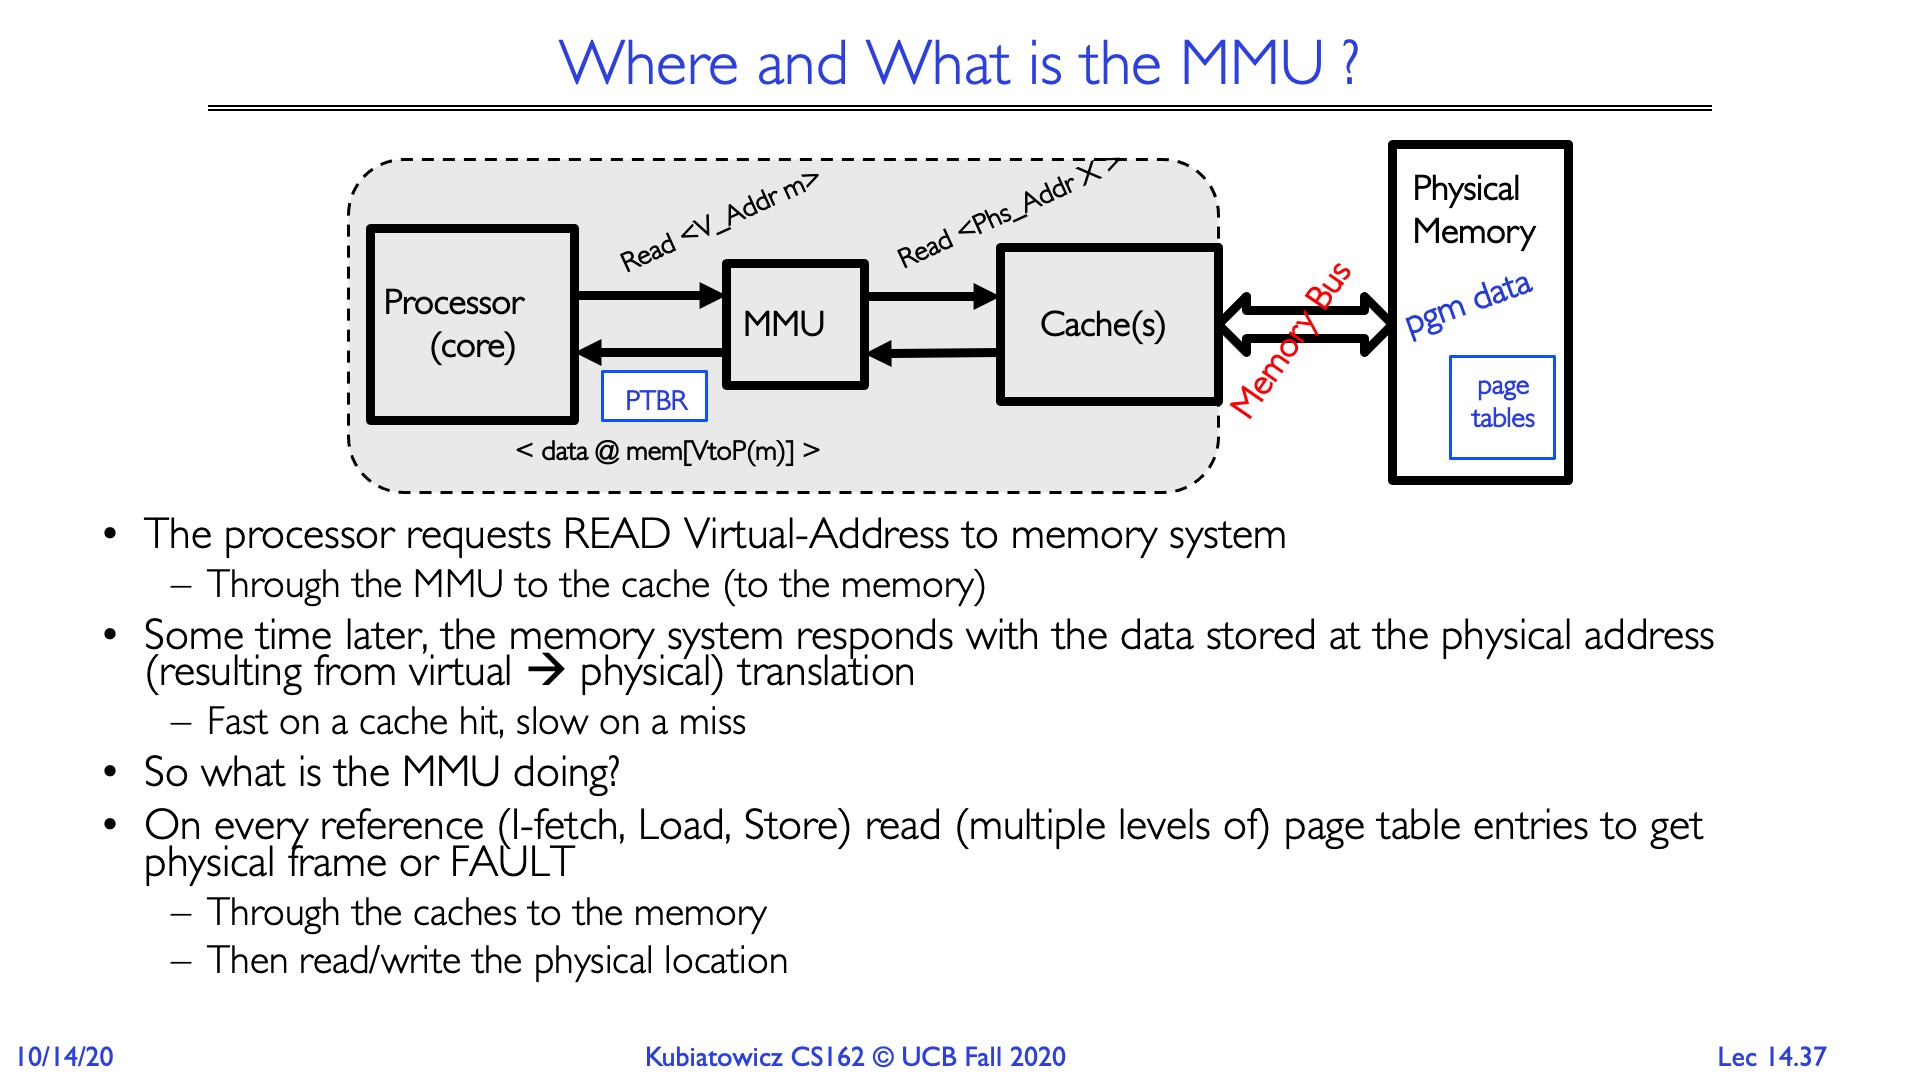 Where and What is the MMU ?
Read <V_Addr m>
Read <Phs_Addr X >
Physical
Memory
Processor
(core)
MMU
Cache(s)
Memory Bus
pgm data
PTBR
page
tables
< data @ mem[VtoP(m)] >
• The processor requests READ Virtual-Address to memory system
– Through the MMU to the cache (to the memory)
• Some time later, the memory system responds with the data stored at the physical address
(resulting from virtual → physical) translation
– Fast on a cache hit, slow on a miss
• So what is the MMU doing?
• On every reference (I-fetch, Load, Store) read (multiple levels of) page table entries to get
physical frame or FAULT
– Through the caches to the memory
– Then read/write the physical location
10/14/20
Kubiatowicz CS162 © UCB Fall 2020
Lec 14.37